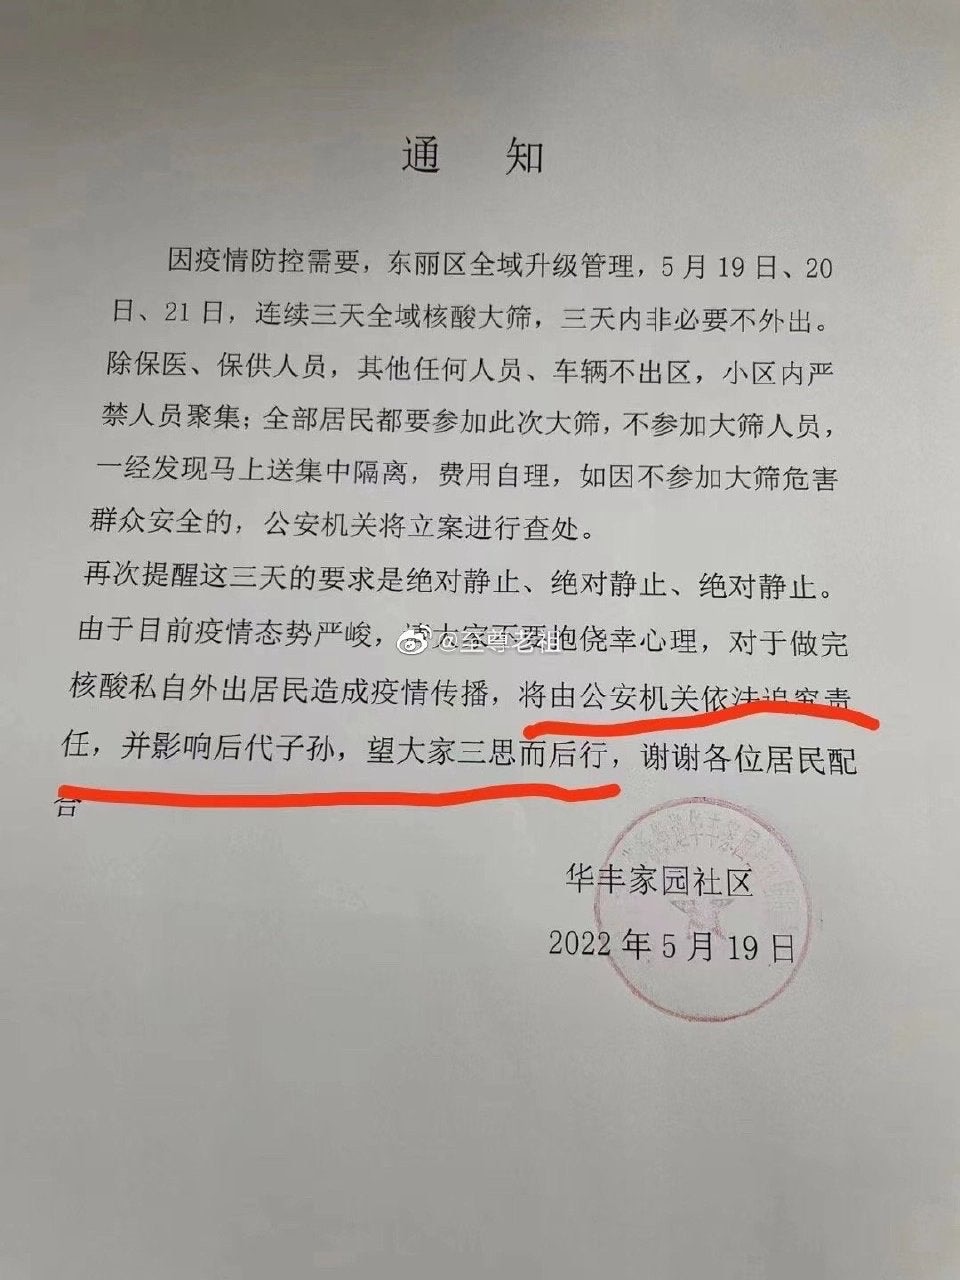 通 知
因疫情防控需要，东丽区全域升级管理，5月19日、20
日、21日，连续三天全域核酸大筛，三天内非必要不外出。
除保医、保供人员，其他任何人员、车辆不出区，小区内严
禁人员聚集；全部居民都要参加此次大筛，不参加大筛人员，
一经发现马上送集中隔离，费用自理，如因不参加大筛危害
群众安全的，公安机关将立案进行查处。
再次提醒这三天的要求是绝对静止、绝对静止、绝对静止。
由于目前疫情态势严峻，请大家不要抱侥幸心理，对于做完
@至尊老祖
核酸私自外出居民造成疫情传播，将由公安机关依法追究责
任，并影响后代子孙，望大家三思而后行，谢谢各位居民配
合
华丰家园社区
2022年5月19日